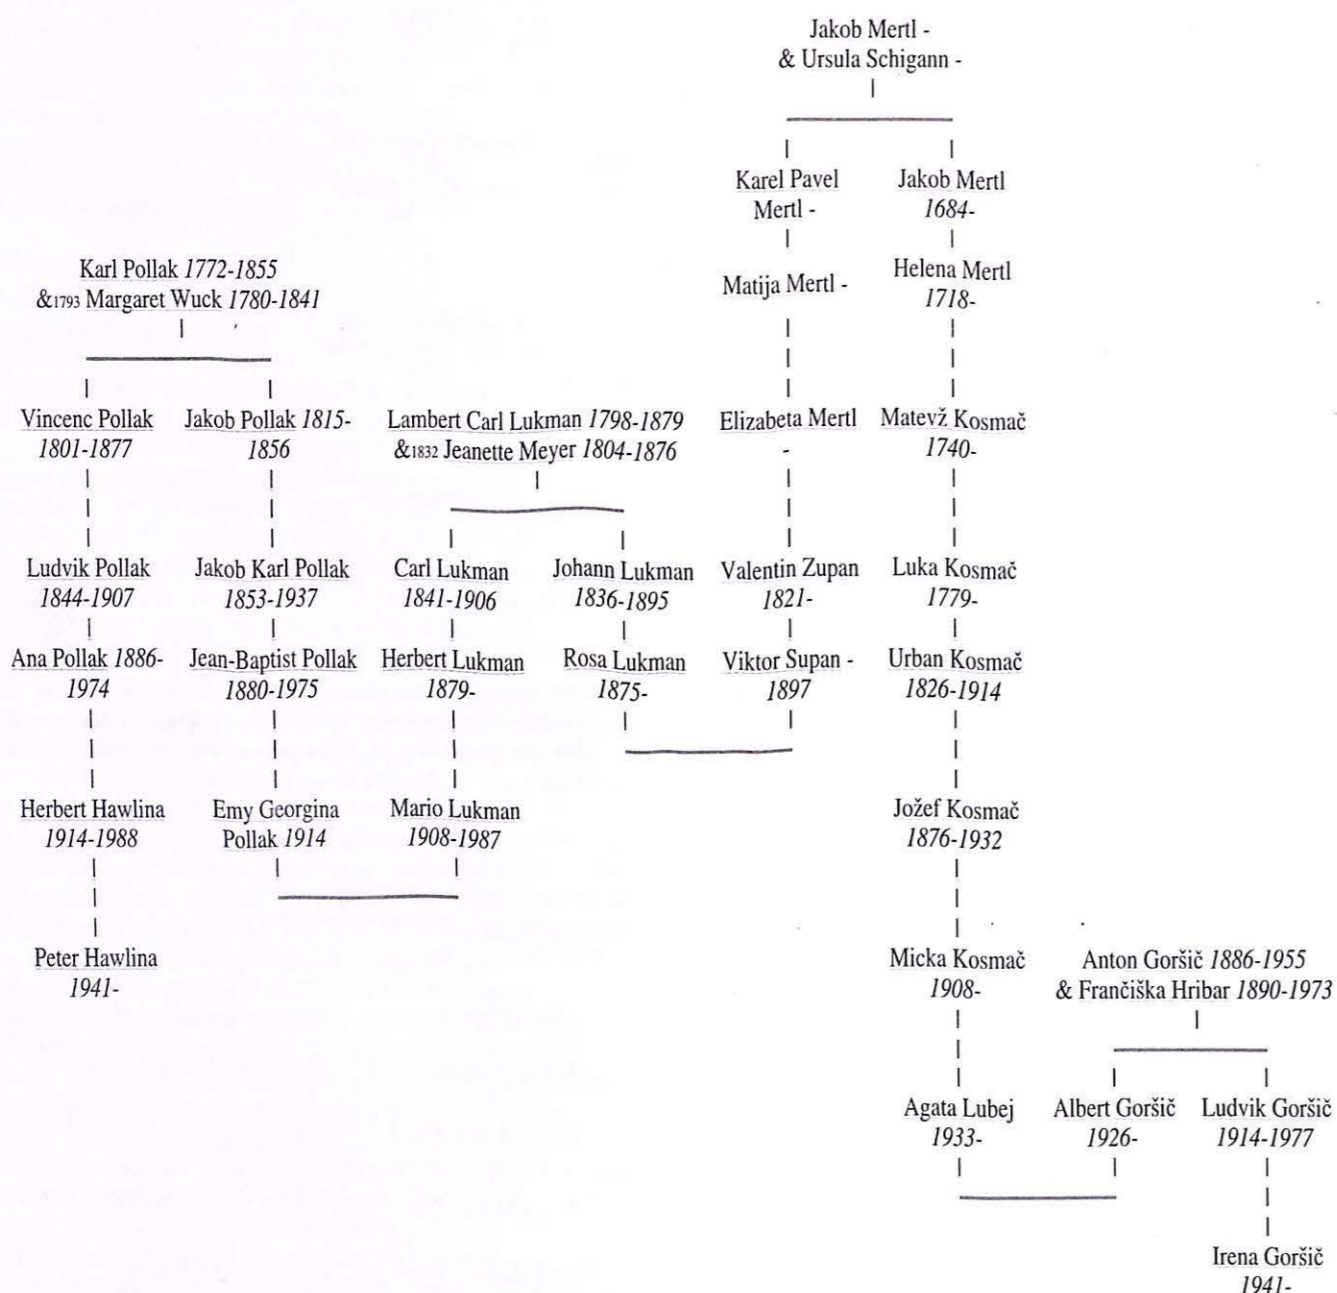 Jakob Mertl -
& Ursula Schigann -
Karel Pavel
Mertl -
Jakob Mertl
1684-
Karl Pollak 1772-1855
&1793 Margaret Wuck 1780-1841
Matija Mertl -
Helena Mertl
1718-
Vincenc Pollak
1801-1877
Jakob Pollak 1815-
1856
Lambert Carl Lukman 1798-1879
&1832 Jeanette Meyer 1804-1876
Elizabeta Mertl
-
Matevž Kosmač
1740-
Ludvik Pollak
1844-1907
Jakob Karl Pollak
1853-1937
Carl Lukman
1841-1906
Johann Lukman
1836-1895
Valentin Zupan
1821-
Luka Kosmač
1779-
Ana Pollak 1886-
1974
Jean-Baptist Pollak
1880-1975
Herbert Lukman
1879-
Rosa Lukman
1875-
Viktor Supan -
1897
Urban Kosmač
1826-1914
Herbert Hawlina
1914-1988
Emy Georgina
Pollak 1914
Mario Lukman
1908-1987
Jožef Kosmač
1876-1932
Peter Hawlina
1941-
Micka Kosmač
1908-
Anton Goršič 1886-1955
& Frančiška Hribar 1890-1973
Agata Lubej
1933-
Albert Goršič
1926-
Ludvik Goršič
1914-1977
Irena Goršič
1941-